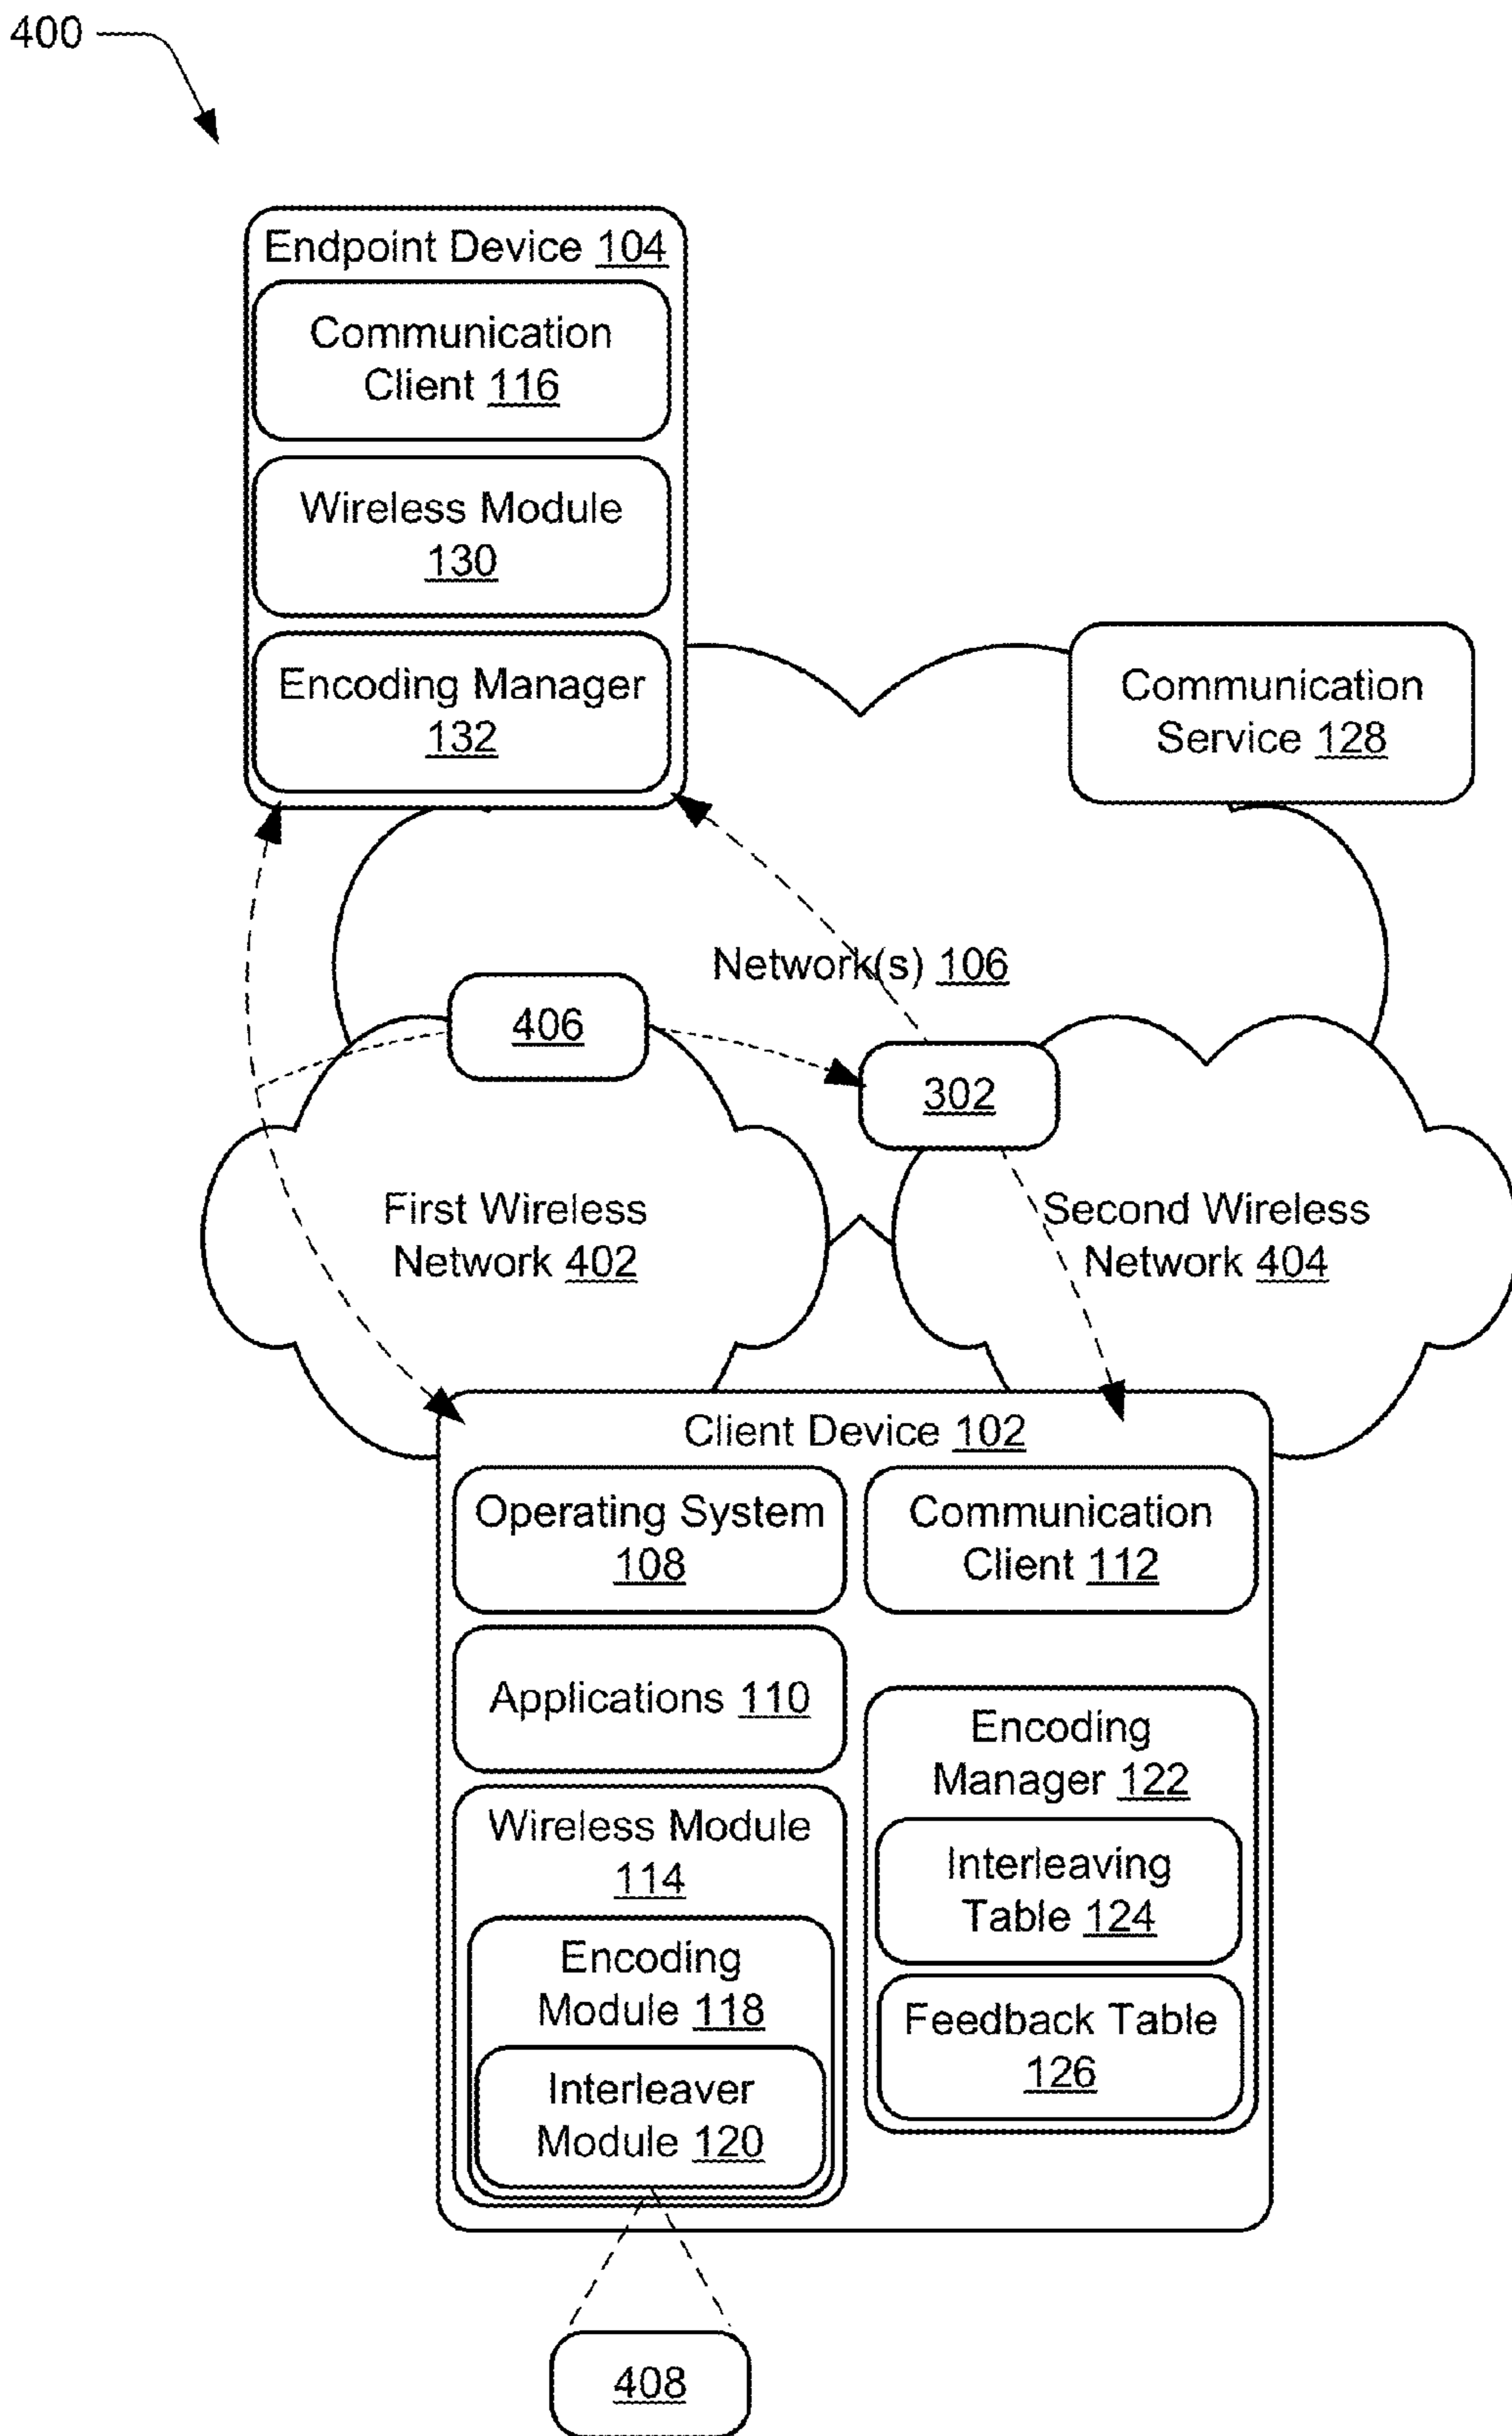 400
Endpoint Device 104
Communication
Client 116
Wireless Module
130
Encoding Manager
132
Communication
Service 128
Network(s) 106
406
302
First Wireless
Network 402
Second Wireless
Network 404
Client Device 102
Operating System
108
Communication
Client 112
Applications 110
Encoding
Manager 122
Wireless Module
114
Interleaving
Table 124
Encoding
Module 118
Feedback Table
126
Interleaver
Module 120
408